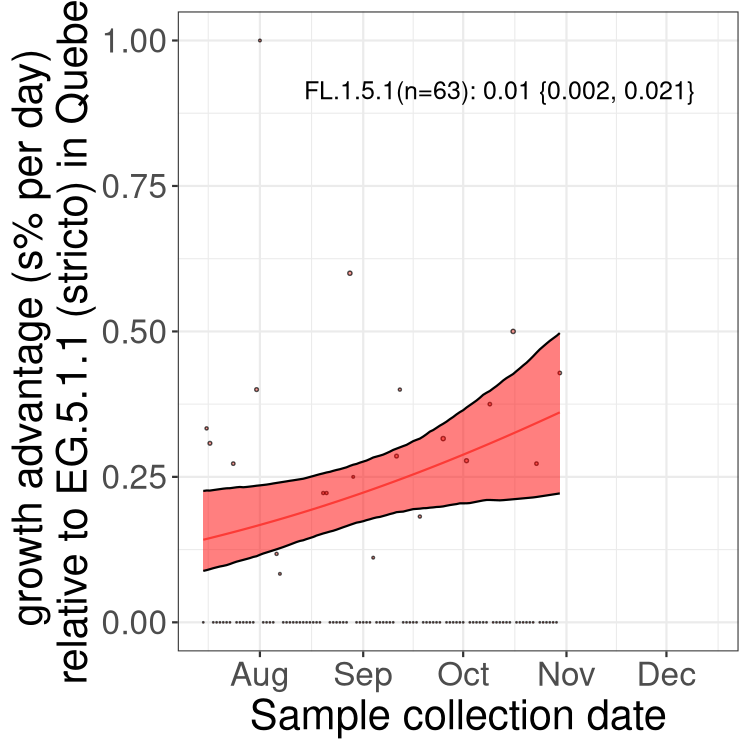 growth advantage (s% per day)
relative to EG.5.1.1 (stricto) in Quebe
1.00
0.75
0.50
0.25
0.00
FL.1.5.1(n=63): 0.01 {0.002, 0.021}
Aug Sep Oct Nov Dec
Sample collection date